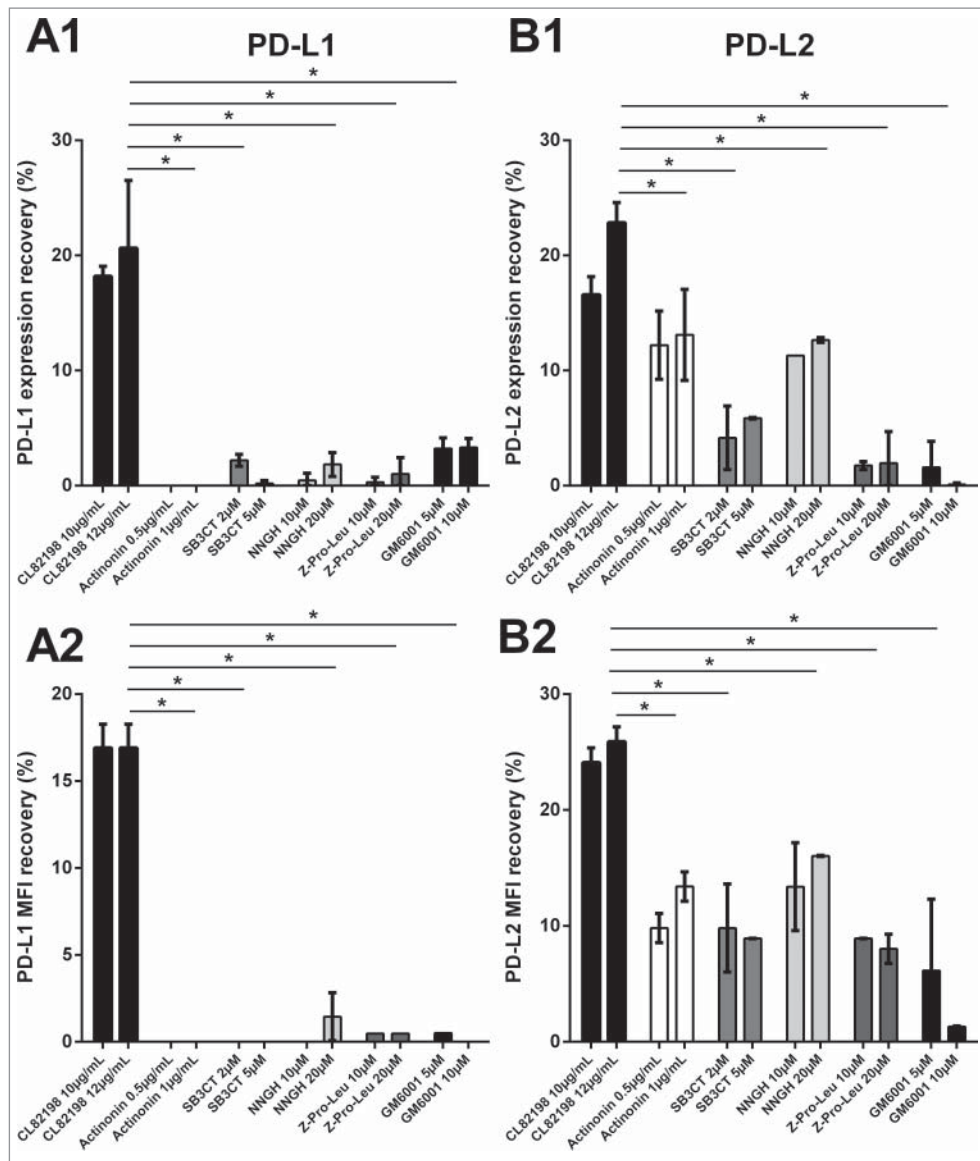 A1
PD-L1
*
*
*
*
*
PD-L1 expression recovery (%)
30
20
10
0
CL82198 10µg/mL
CL82198 12µg/mL
Actinonin 0.5µg/mL
Actinonin 1µg/mL
SB3CT 2µM
SB3CT 5µM
NNGH 10µM
NNGH 20µM
Z-Pro-Leu 10µM
Z-Pro-Leu 20µM
GM6001 5µM
GM6001 10µM
B1
PD-L2
*
*
*
*
*
PD-L2 expression recovery (%)
30
20
10
0
CL82198 10µg/mL
CL82198 12µg/mL
Actinonin 0.5µg/mL
Actinonin 1µg/mL
SB3CT 2µM
SB3CT 5µM
NNGH 10µM
NNGH 20µM
Z-Pro-Leu 10µM
Z-Pro-Leu 20µM
GM6001 5µM
GM6001 10µM
A2
*
*
*
*
*
PD-L1 MFI recovery (%)
20
15
10
5
0
CL82198 10µg/mL
CL82198 12µg/mL
Actinonin 0.5µg/mL
Actinonin 1µg/mL
SB3CT 2µM
SB3CT 5µM
NNGH 10µM
NNGH 20µM
Z-Pro-Leu 10µM
Z-Pro-Leu 20µM
GM6001 5µM
GM6001 10µM
B2
*
*
*
*
*
PD-L2 MFI recovery (%)
30
20
10
0
CL82198 10µg/mL
CL82198 12µg/mL
Actinonin 0.5µg/mL
Actinonin 1µg/mL
SB3CT 2µM
SB3CT 5µM
NNGH 10µM
NNGH 20µM
Z-Pro-Leu 10µM
Z-Pro-Leu 20µM
GM6001 5µM
GM6001 10µM